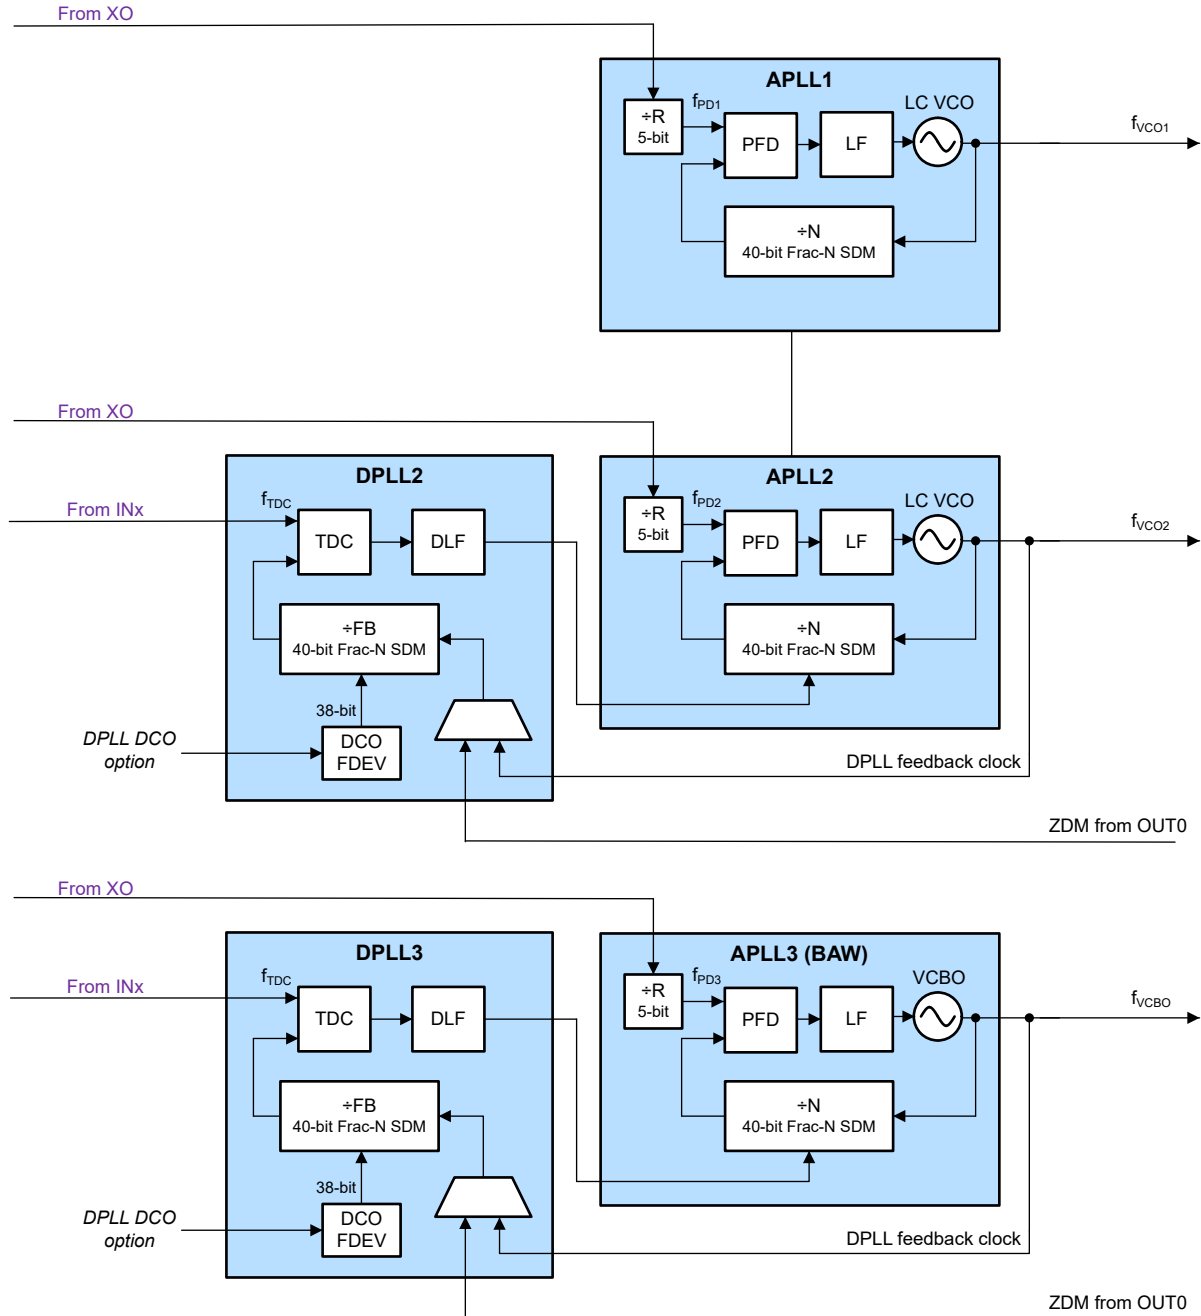 From XO
APLL1
÷R
5-bit
fPD1
PFD
LF
LC VCO
fVCO1
÷N
40-bit Frac-N SDM
From XO
DPLL2
APLL2
From INx
fTDC
TDC
DLF
÷R
5-bit
fPD2
PFD
LF
LC VCO
fVCO2
÷FB
40-bit Frac-N SDM
÷N
40-bit Frac-N SDM
38-bit
DPLL DCO
option
DCO
FDEV
DPLL feedback clock
ZDM from OUT0
From XO
DPLL3
APLL3 (BAW)
From INx
fTDC
TDC
DLF
÷R
5-bit
fPD3
PFD
LF
VCBO
fVCBO
÷FB
40-bit Frac-N SDM
÷N
40-bit Frac-N SDM
38-bit
DPLL DCO
option
DCO
FDEV
DPLL feedback clock
ZDM from OUT0